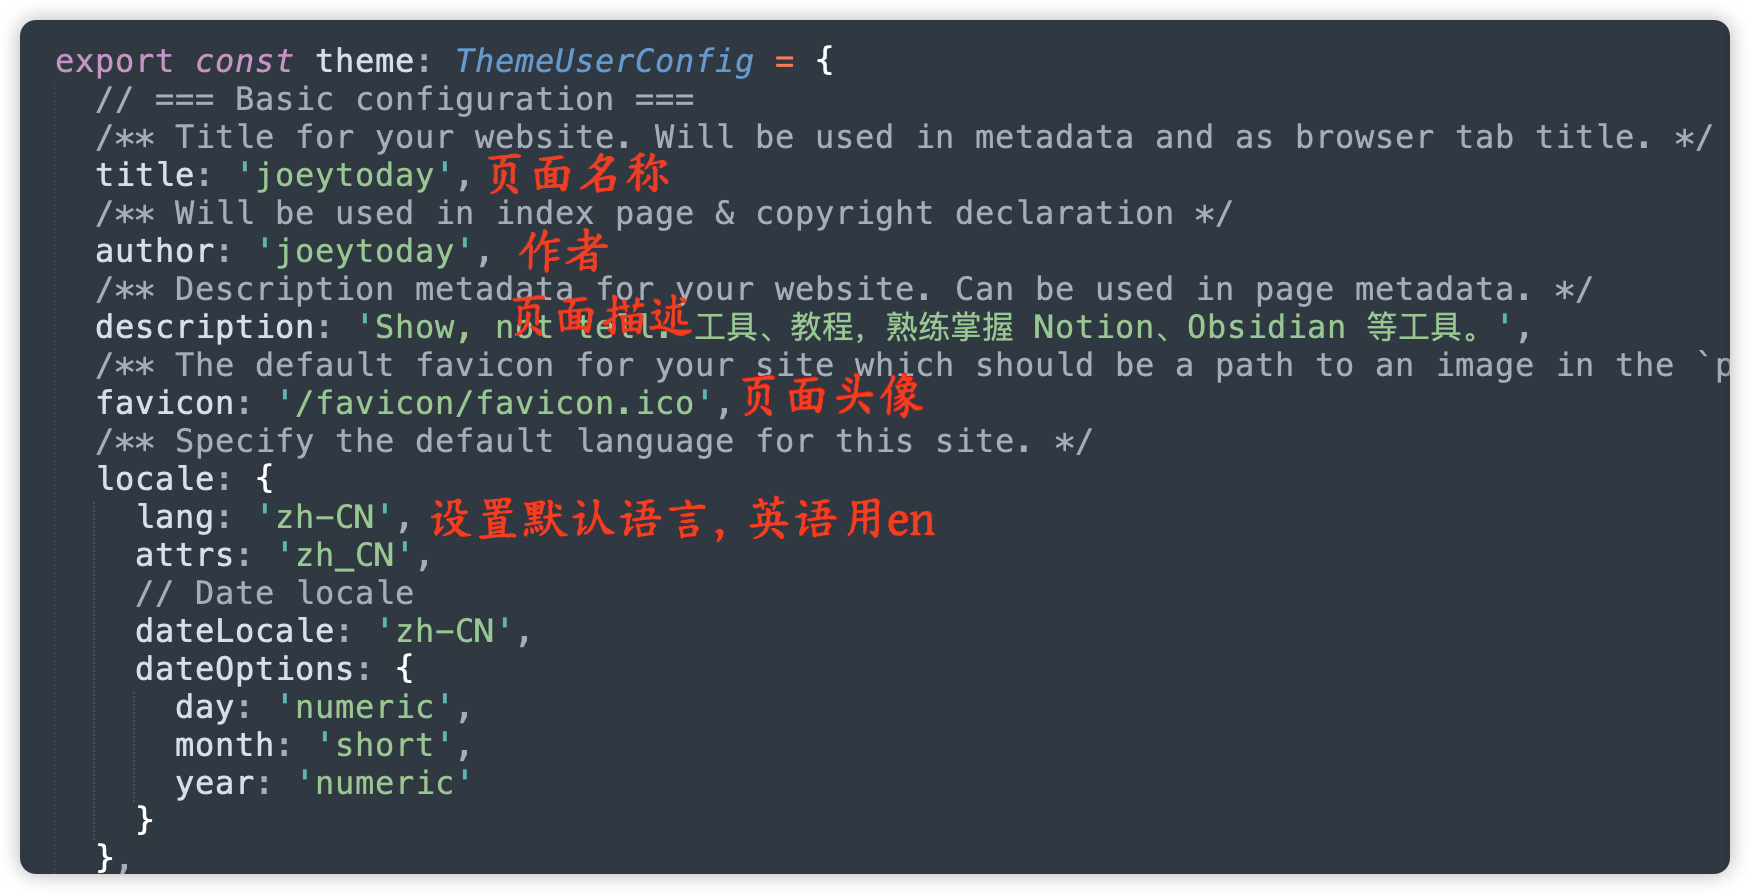 export const theme: ThemeUserConfig = {
// === Basic configuration ===
/** Title for your website. Will be used in metadata and as browser tab title. */
title: 'joeytoday', 页面名称
/** Will be used in index page & copyright declaration */
author: 'joeytoday', 作者
/** Description metadata for your website. Can be used in page metadata. */
页面描述
description: 'Show, not tell. 工具、教程，熟练掌握 Notion、Obsidian 等工具。',
/** The default favicon for your site which should be a path to an image in the `p
favicon: '/favicon/favicon.ico', 页面头像
/** Specify the default language for this site. */
locale: {
lang: 'zh-CN', 设置默认语言，英语用en
attrs: 'zh_CN',
// Date locale
dateLocale: 'zh-CN',
dateOptions: {
day: 'numeric',
month: 'short',
year: 'numeric'
}
},